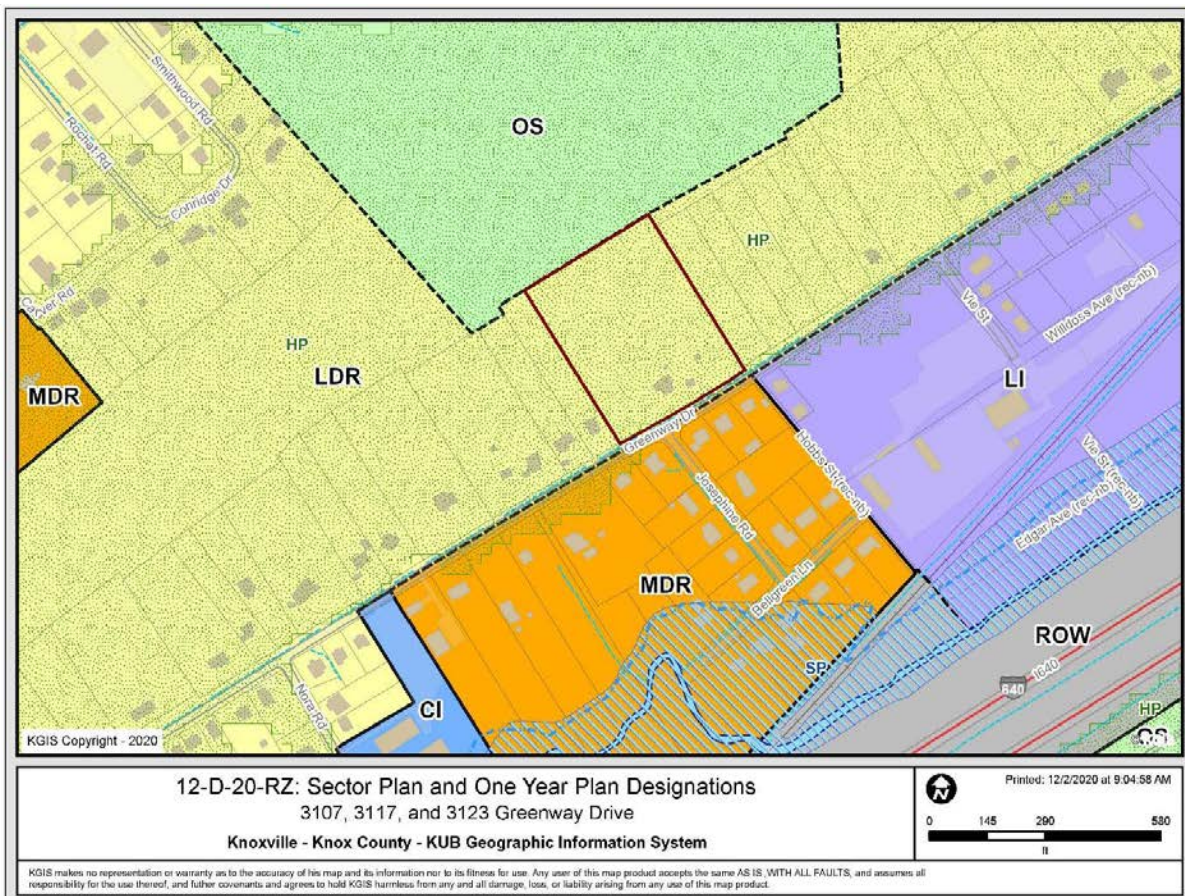 OS
Smithwood Rd
Rochat Rd
Conridge Dr
HP
Carver Rd
HP
LDR
MDR
Vie St
Willdoss Ave (rec-nb)
LI
Greenway Dr
Hobbs St (rec-nb)
Josephine Rd
Vie St (rec-nb)
Edgar Ave (rec-nb)
MDR
Bellgreen Ln
ROW
SP
I640
640
Nora Rd
CI
HP
OS
KGIS Copyright - 2020
12-D-20-RZ: Sector Plan and One Year Plan Designations
3107, 3117, and 3123 Greenway Drive
Knoxville - Knox County - KUB Geographic Information System
N
Printed: 12/2/2020 at 9:04:58 AM
0 145 290 580
ft
KGIS makes no representation or warranty as to the accuracy of his map and its information nor to its fitness for use. Any user of this map product accepts the same AS IS ,WITH ALL FAULTS, and assumes all
responsibility for the use thereof, and futher covenants and agrees to hold KGIS harmless from any and all damage, loss, or liability arising from any use of this map product.